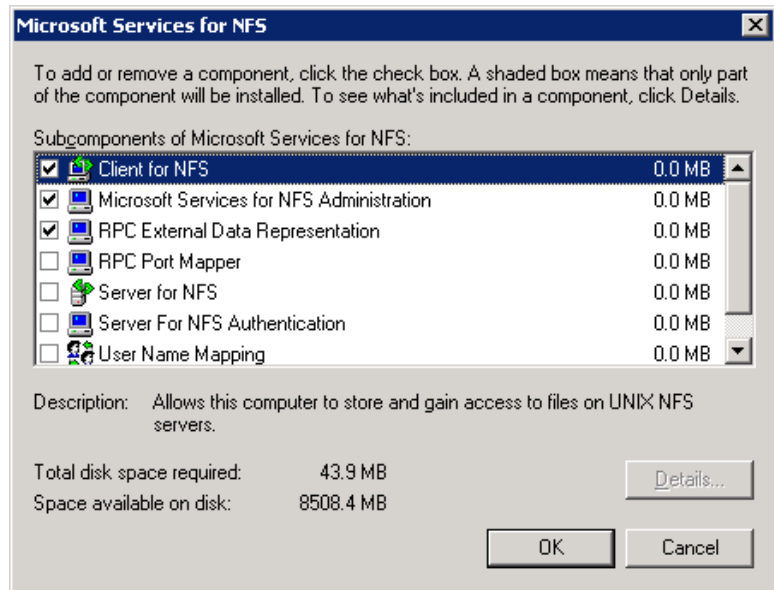 Microsoft Services for NFS
To add or remove a component, click the check box. A shaded box means that only part
of the component will be installed. To see what's included in a component, click Details.
Subcomponents of Microsoft Services for NFS:
Client for NFS 0.0 MB
Microsoft Services for NFS Administration 0.0 MB
RPC External Data Representation 0.0 MB
RPC Port Mapper 0.0 MB
Server for NFS 0.0 MB
Server For NFS Authentication 0.0 MB
User Name Mapping 0.0 MB
Description: Allows this computer to store and gain access to files on UNIX NFS
servers.
Total disk space required: 43.9 MB
Space available on disk: 8508.4 MB
Details...
OK Cancel